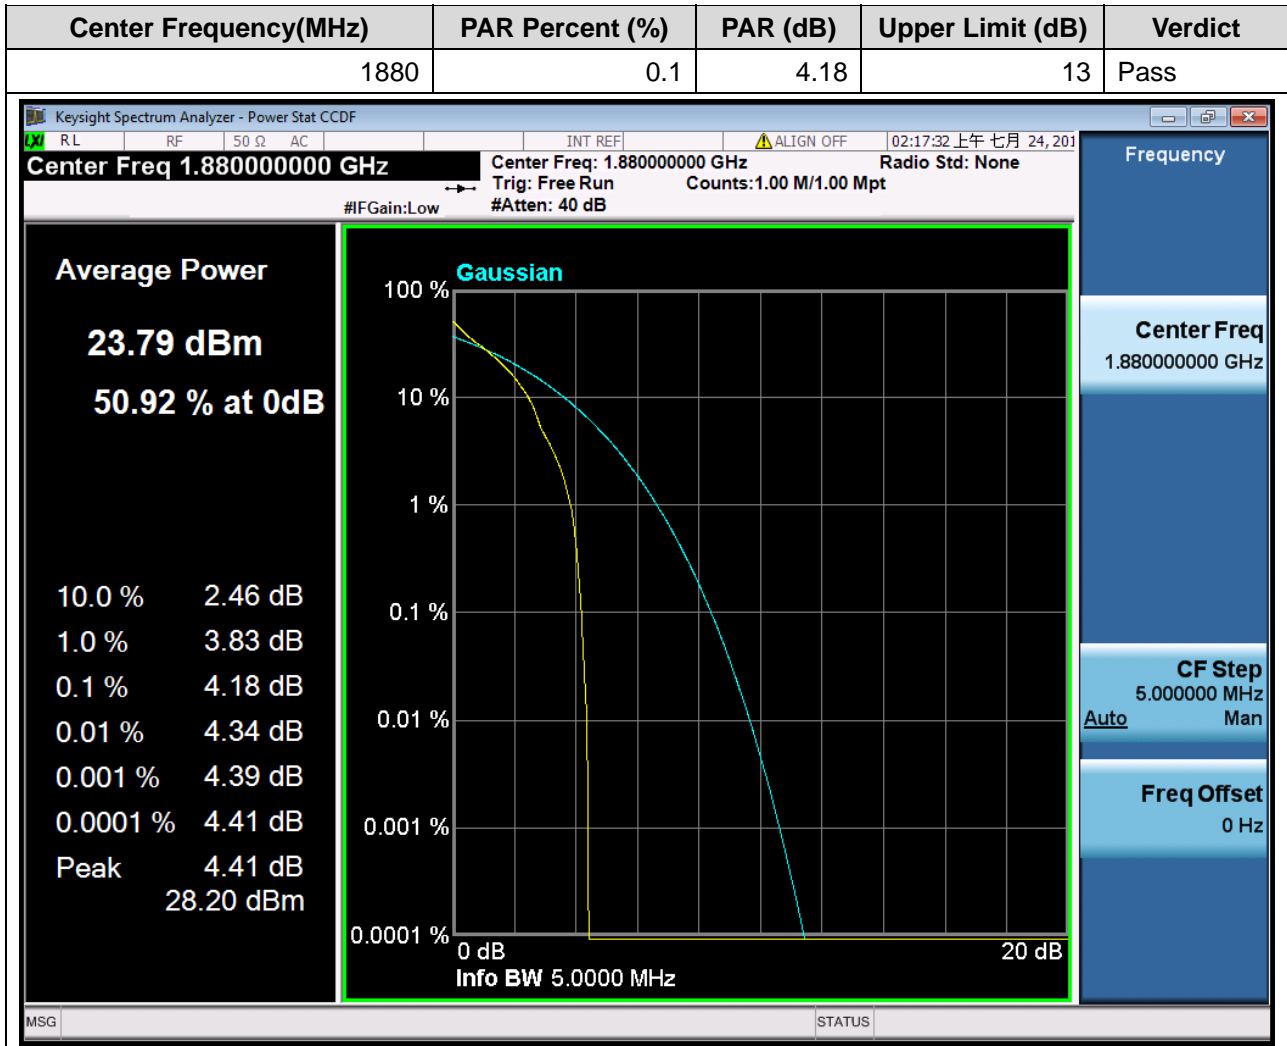 Center Frequency(MHz) PAR Percent (%) PAR (dB) Upper Limit (dB) Verdict
1880 0.1 4.18 13 Pass
Keysight Spectrum Analyzer - Power Stat CCDF
LXI RL RF 50 Ω AC INT REF ALIGN OFF 02:17:32 上午 七月 24, 201
Center Freq 1.880000000 GHz
Center Freq: 1.880000000 GHz Radio Std: None
Trig: Free Run Counts:1.00 M/1.00 Mpt
#IFGain:Low #Atten: 40 dB
Average Power
23.79 dBm
50.92 % at 0dB
10.0 % 2.46 dB
1.0 % 3.83 dB
0.1 % 4.18 dB
0.01 % 4.34 dB
0.001 % 4.39 dB
0.0001 % 4.41 dB
Peak 4.41 dB
28.20 dBm
Gaussian
100 %
10 %
1 %
0.1 %
0.01 %
0.001 %
0.0001 %
0 dB 20 dB
Info BW 5.0000 MHz
Frequency
Center Freq
1.880000000 GHz
CF Step
5.000000 MHz
Auto Man
Freq Offset
0 Hz
MSG STATUS